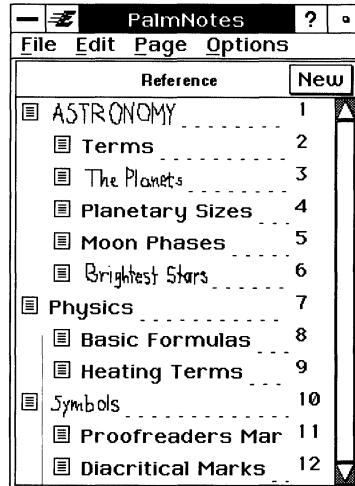 PalmNotes ?
File Edit Page Options
Reference New
ASTRONOMY 1
Terms 2
The Planets 3
Planetary Sizes 4
Moon Phases 5
Brightest Stars 6
Physics 7
Basic Formulas 8
Heating Terms 9
Symbols 10
Proofreaders Mar 11
Diacritical Marks 12